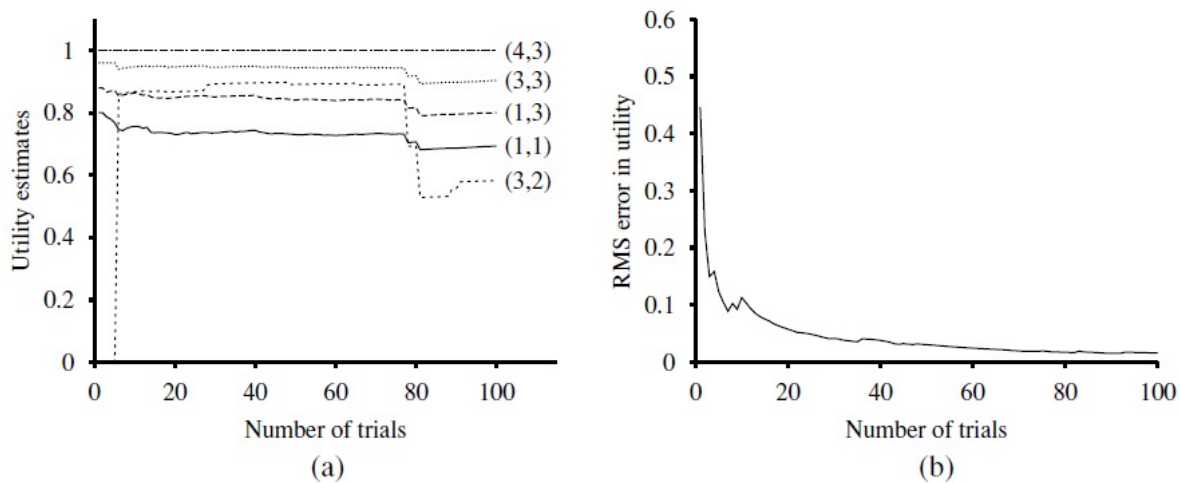 Utility estimates
1
0.8
0.6
0.4
0.2
0
0 20 40 60 80 100
Number of trials
(4,3)
(3,3)
(1,3)
(1,1)
(3,2)
(a)
RMS error in utility
0.6
0.5
0.4
0.3
0.2
0.1
0
0 20 40 60 80 100
Number of trials
(b)